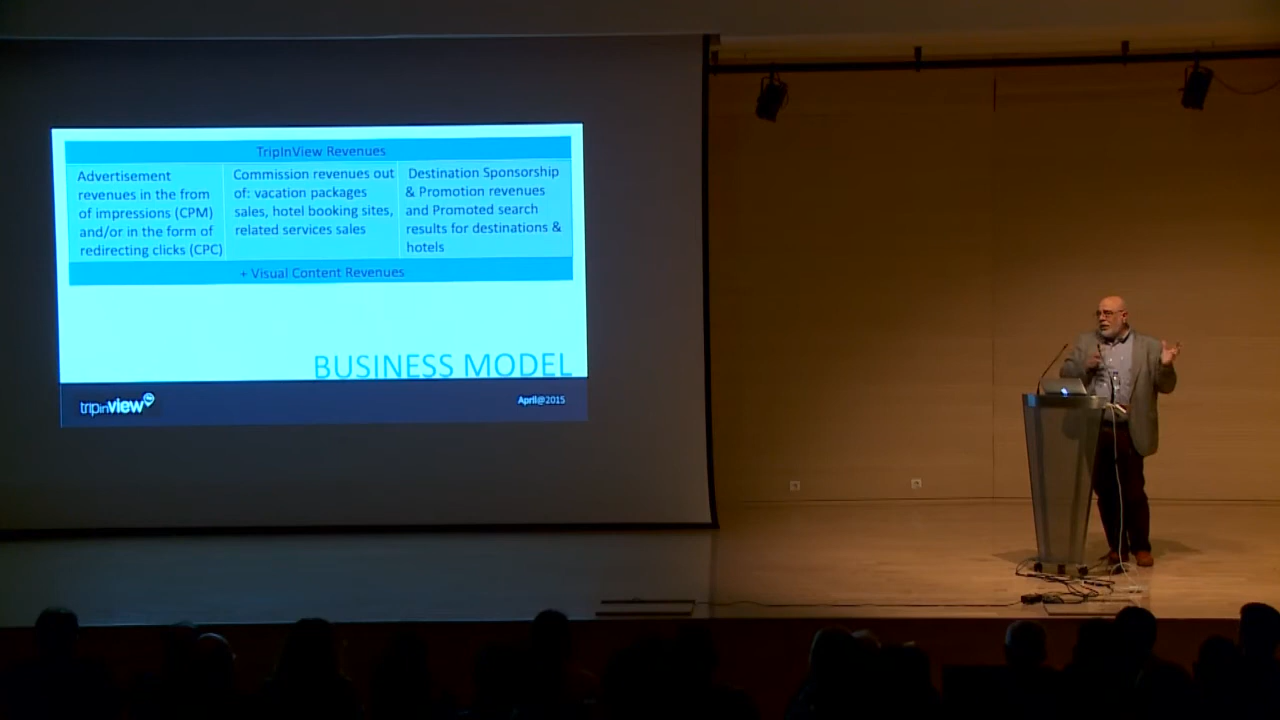 TripInView Revenues
Advertisement
revenues in the from
of impressions (CPM)
and/or in the form of
redirecting clicks (CPC)
Commission revenues out
of: vacation packages
sales, hotel booking sites,
related services sales
Destination Sponsorship
& Promotion revenues
and Promoted search
results for destinations &
hotels
+ Visual Content Revenues
BUSINESS MODEL
tripinview
April@2015